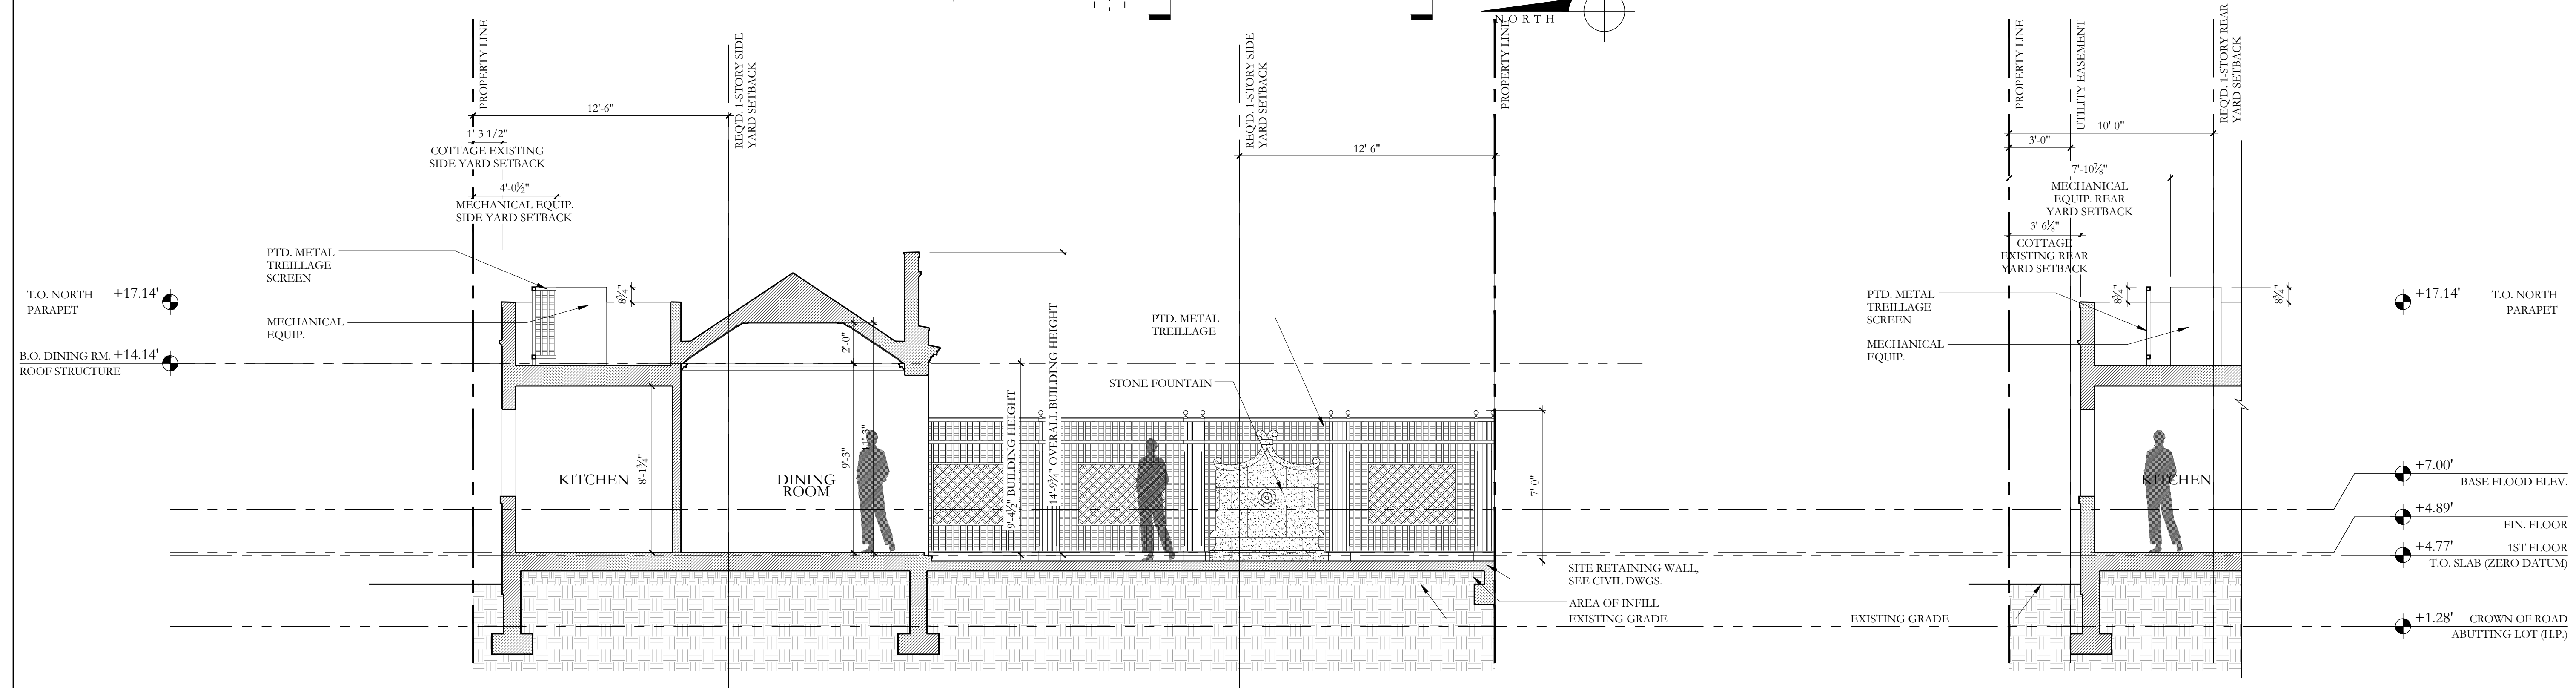 NORTH
PROPERTY LINE
12'-6"
REQ'D. 1-STORY SIDE
YARD SETBACK
1'-3 1/2"
COTTAGE EXISTING
SIDE YARD SETBACK
4'-0½"
MECHANICAL EQUIP.
SIDE YARD SETBACK
PTD. METAL
TREILLAGE
SCREEN
MECHANICAL
EQUIP.
8¾"
T.O. NORTH +17.14'
PARAPET
B.O. DINING RM. +14.14'
ROOF STRUCTURE
KITCHEN
8'-1¾"
DINING
ROOM
2'-0"
9'-3"
11'-3"
9'-4½" BUILDING HEIGHT
14'-9¾" OVERALL BUILDING HEIGHT
REQ'D. 1-STORY SIDE
YARD SETBACK
12'-6"
PROPERTY LINE
PTD. METAL
TREILLAGE
STONE FOUNTAIN
7'-0"
SITE RETAINING WALL,
SEE CIVIL DWGS.
AREA OF INFILL
EXISTING GRADE
PROPERTY LINE
UTILITY EASEMENT
REQ'D. 1-STORY REAR
YARD SETBACK
10'-0"
3'-0"
7'-10⅞"
MECHANICAL
EQUIP. REAR
YARD SETBACK
3'-6⅛"
COTTAGE
EXISTING REAR
YARD SETBACK
PTD. METAL
TREILLAGE
SCREEN
MECHANICAL
EQUIP.
8¾"
8¾"
KITCHEN
EXISTING GRADE
+17.14' T.O. NORTH
PARAPET
+7.00'
BASE FLOOD ELEV.
+4.89'
FIN. FLOOR
+4.77' 1ST FLOOR
T.O. SLAB (ZERO DATUM)
+1.28' CROWN OF ROAD
ABUTTING LOT (H.P.)